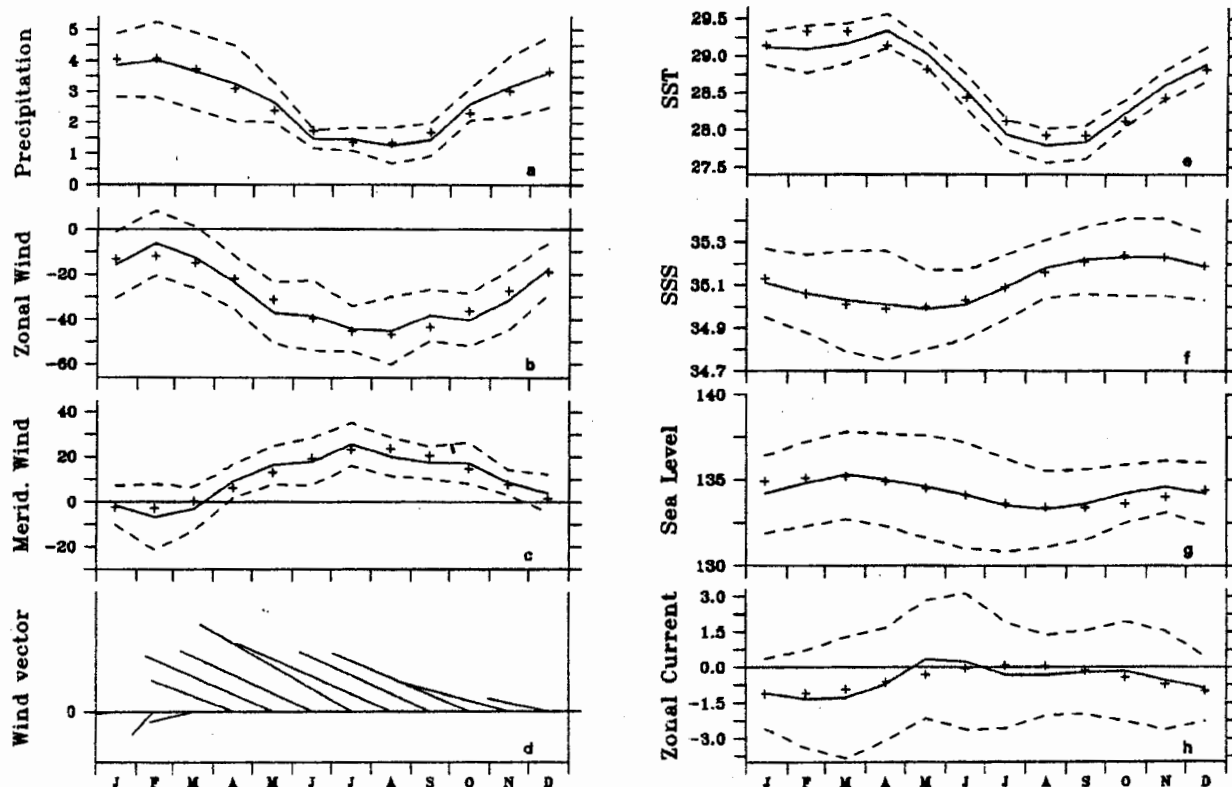 Precipitation
5
4
3
2
1
0
a
Zonal Wind
0
-20
-40
-60
b
Merid. Wind
40
20
0
-20
c
Wind vector
0
d
J F M A M J J A S O N D
SST
29.5
29.0
28.5
28.0
27.5
e
SSS
35.3
35.1
34.9
34.7
f
Sea Level
140
135
130
g
Zonal Current
3.0
1.5
0.0
-1.5
-3.0
h
J F M A M J J A S O N D